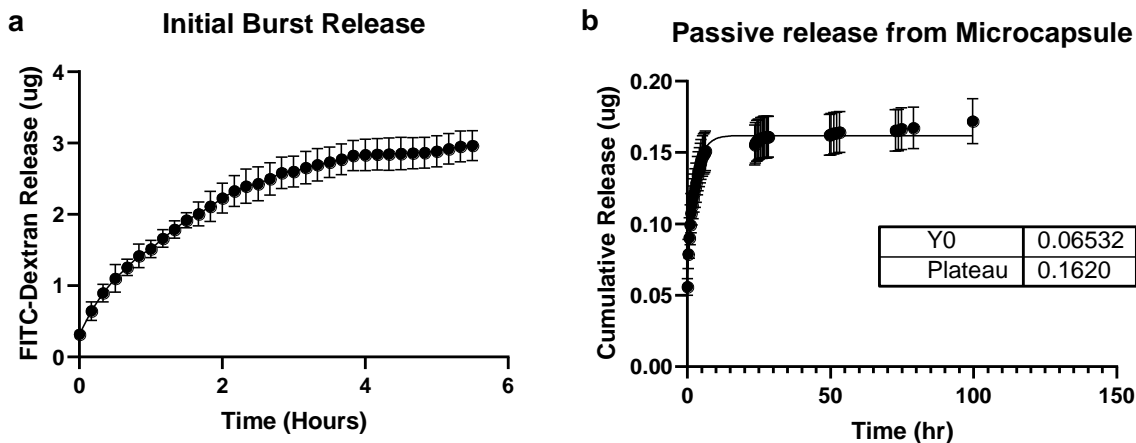 a
Initial Burst Release
FITC-Dextran Release (ug)
4
3
2
1
0
0 2 4 6
Time (Hours)
b
Passive release from Microcapsule
Cumulative Release (ug)
0.20
0.15
0.10
0.05
0.00
Y0 0.06532
Plateau 0.1620
0 50 100 150
Time (hr)